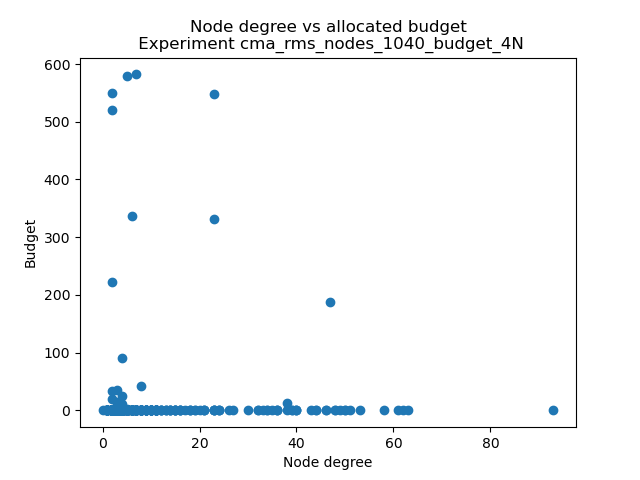 Node degree vs allocated budget
Experiment cma_rms_nodes_1040_budget_4N
600
500
400
300
200
100
0
Budget
0 20 40 60 80
Node degree